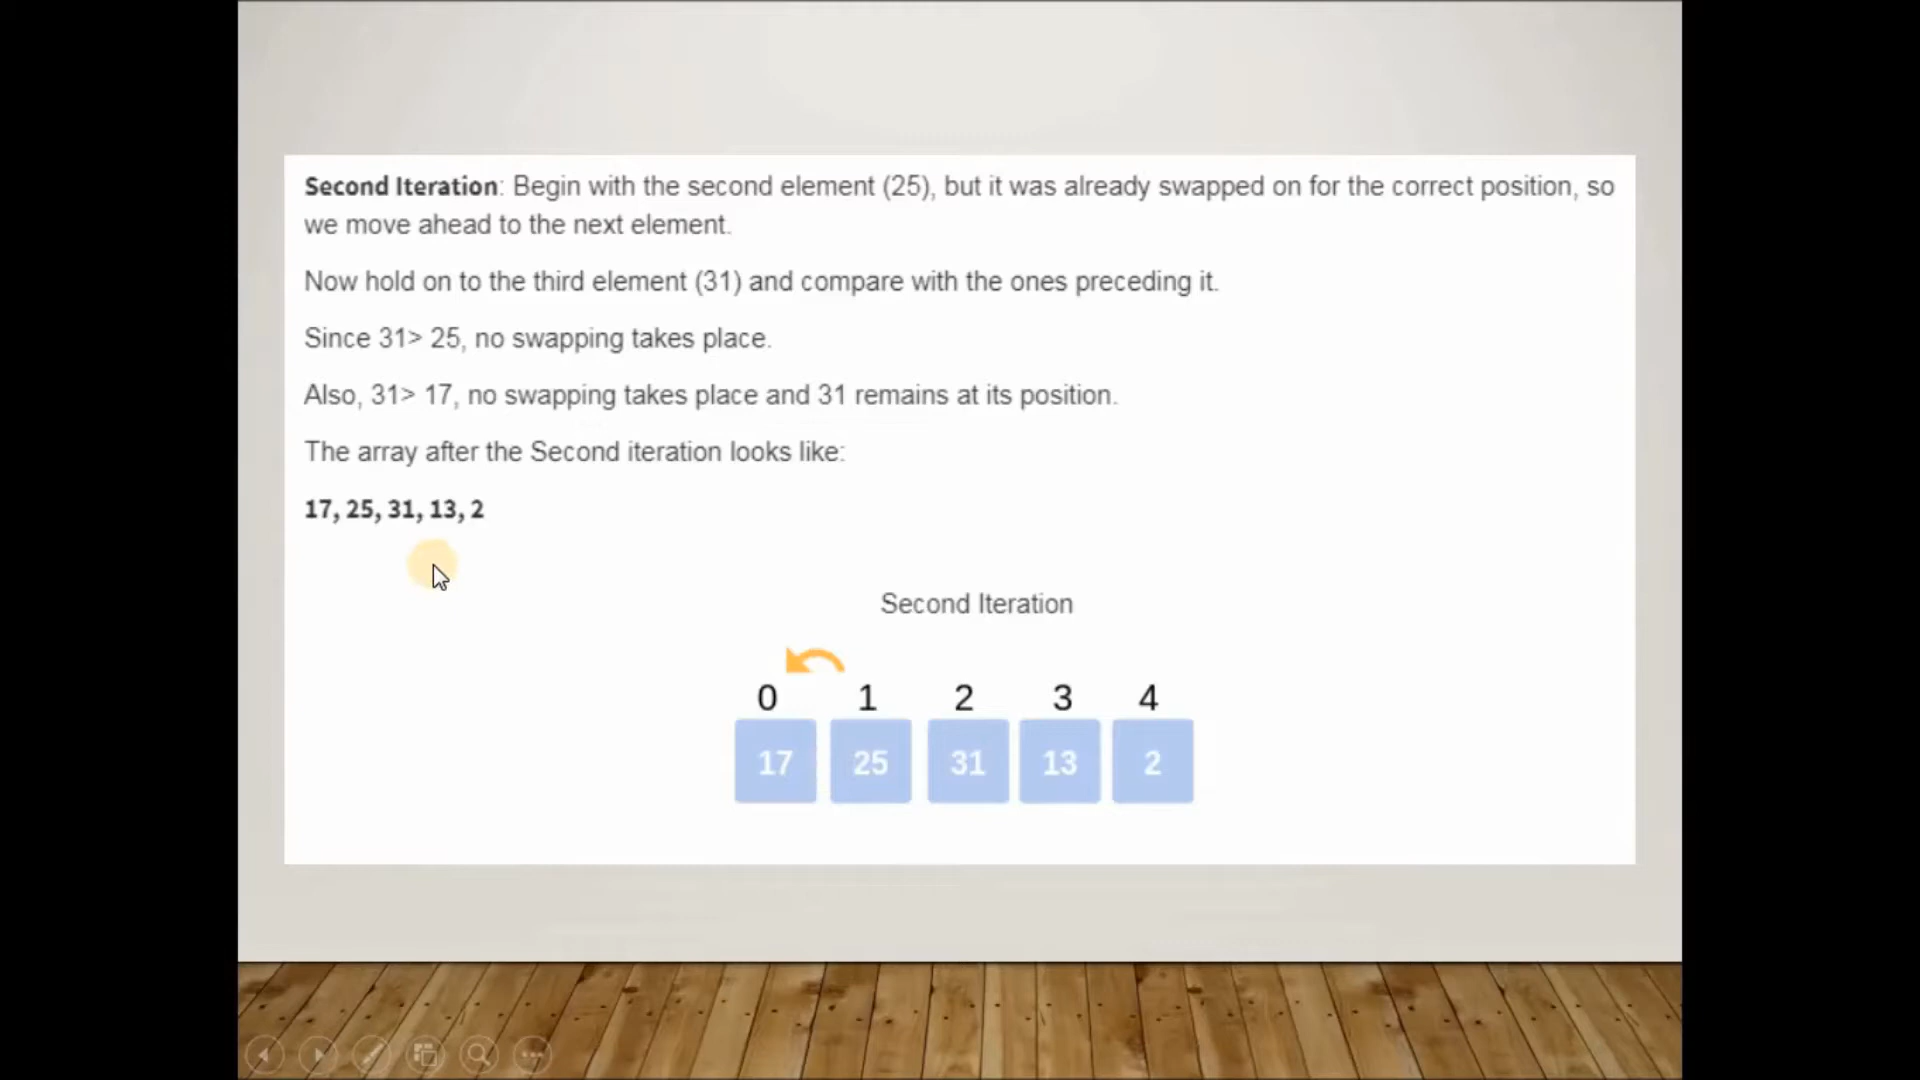 Second Iteration: Begin with the second element (25), but it was already swapped on for the correct position, so
we move ahead to the next element.
Now hold on to the third element (31) and compare with the ones preceding it.
Since 31> 25, no swapping takes place.
Also, 31> 17, no swapping takes place and 31 remains at its position.
The array after the Second iteration looks like:
17, 25, 31, 13, 2
Second Iteration
0 1 2 3 4
17 25 31 13 2